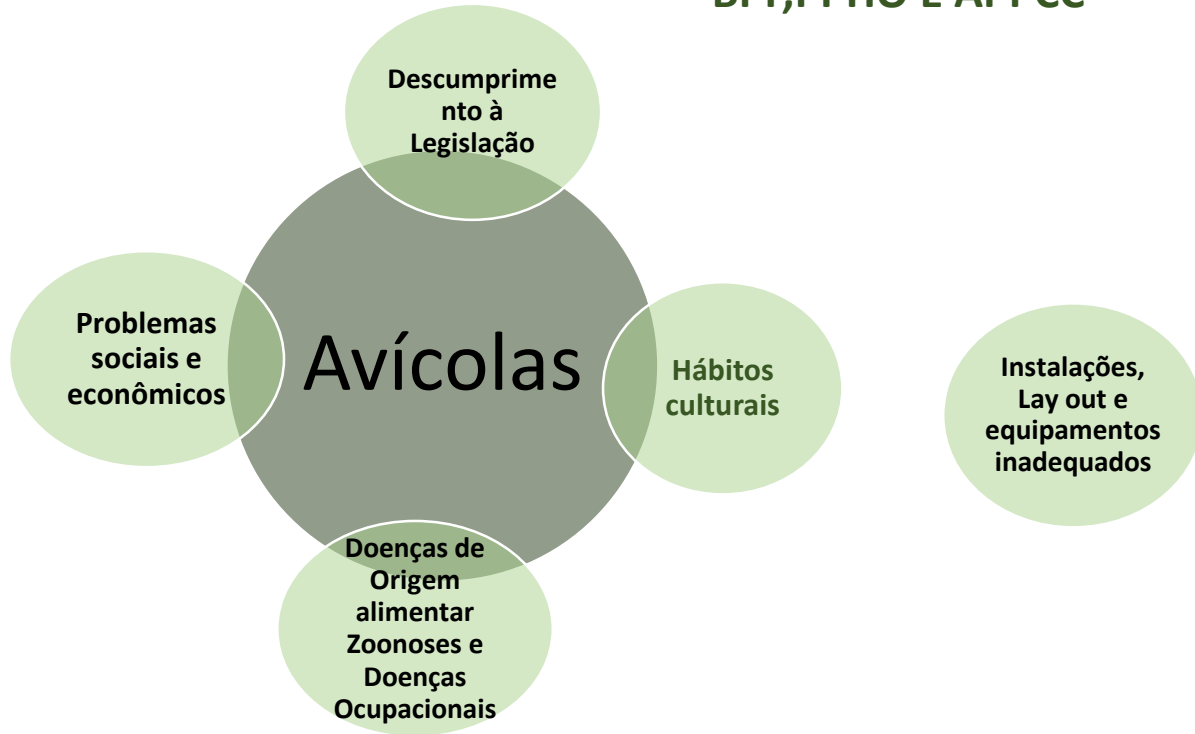 Descumprime
nto à
Legislação
Problemas
sociais e
econômicos
Avícolas
Hábitos
culturais
Instalações,
Lay out e
equipamentos
inadequados
Doenças de
Origem
alimentar
Zoonoses e
Doenças
Ocupacionais